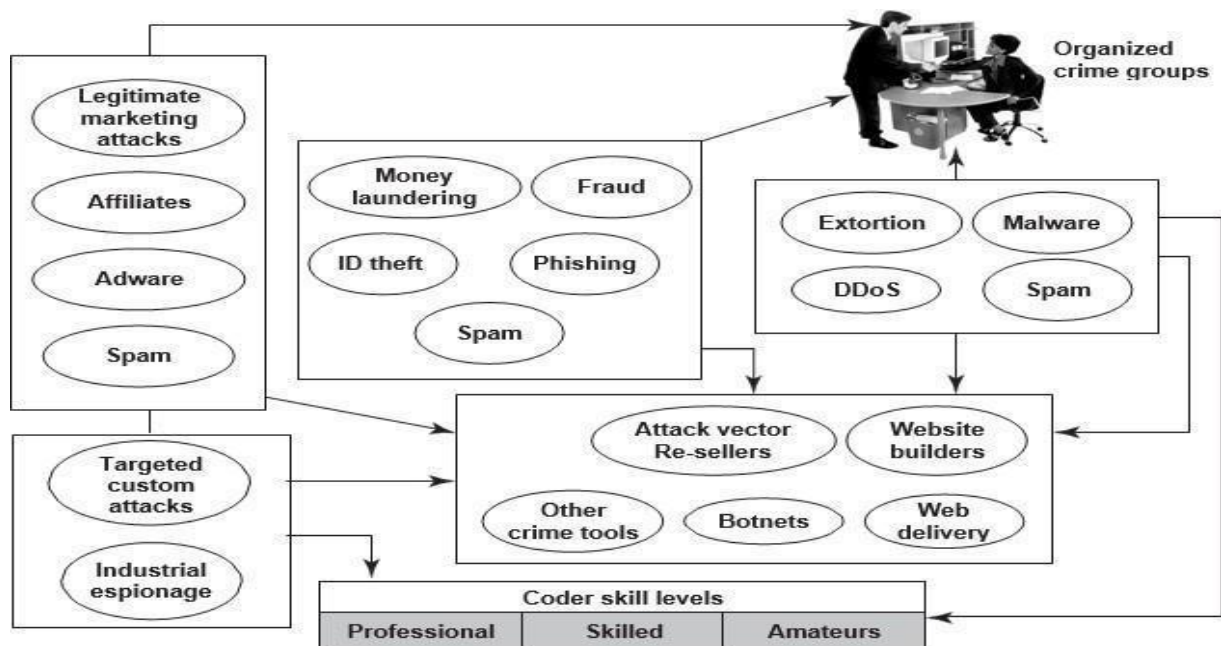 Organized
crime groups
Legitimate
marketing
attacks
Affiliates
Adware
Spam
Money
laundering
Fraud
ID theft
Phishing
Spam
Extortion
Malware
DDoS
Spam
Targeted
custom
attacks
Industrial
espionage
Attack vector
Re-sellers
Website
builders
Other
crime tools
Botnets
Web
delivery
Coder skill levels
Professional
Skilled
Amateurs